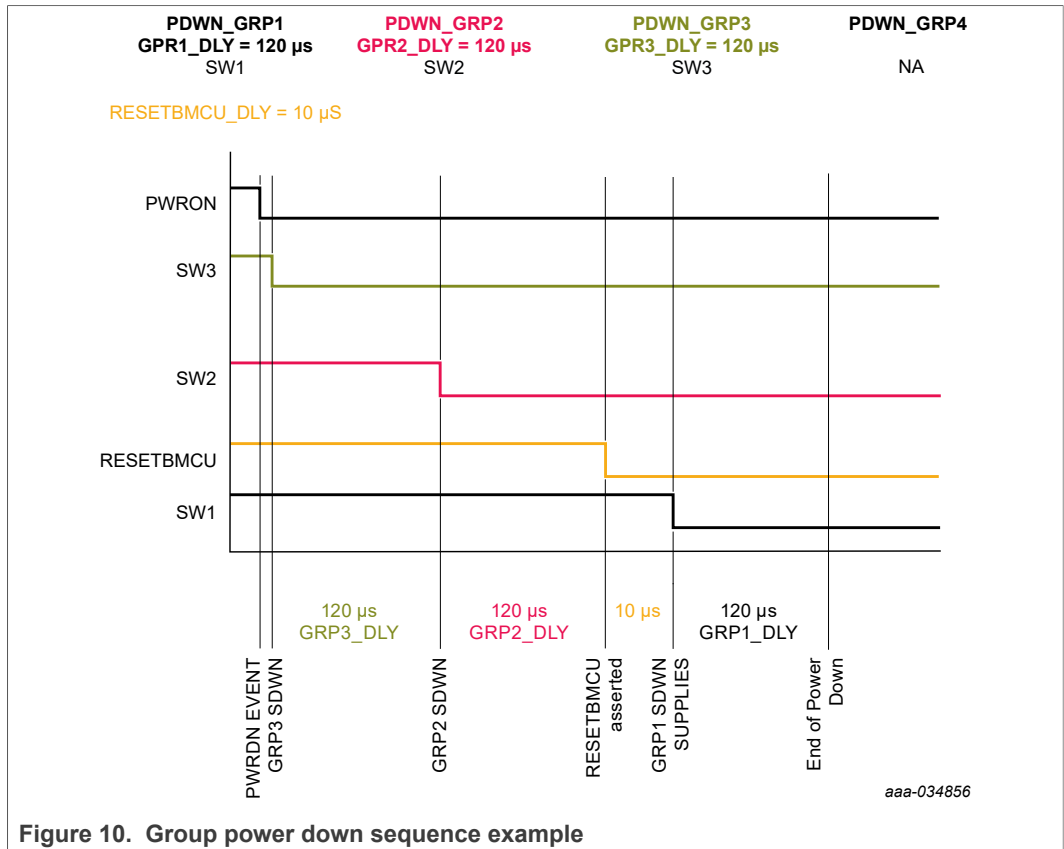 PDWN_GRP1
GPR1_DLY = 120 µs
SW1
PDWN_GRP2
GPR2_DLY = 120 µs
SW2
PDWN_GRP3
GPR3_DLY = 120 µs
SW3
PDWN_GRP4
NA
RESETBMCU_DLY = 10 µS
PWRON
SW3
SW2
RESETBMCU
SW1
120 µs
GRP3_DLY
120 µs
GRP2_DLY
10 µs
120 µs
GRP1_DLY
PWRDN EVENT
GRP3 SDWN
GRP2 SDWN
RESETBMCU
asserted
GRP1 SDWN
SUPPLIES
End of Power
Down
aaa-034856
Figure 10. Group power down sequence example